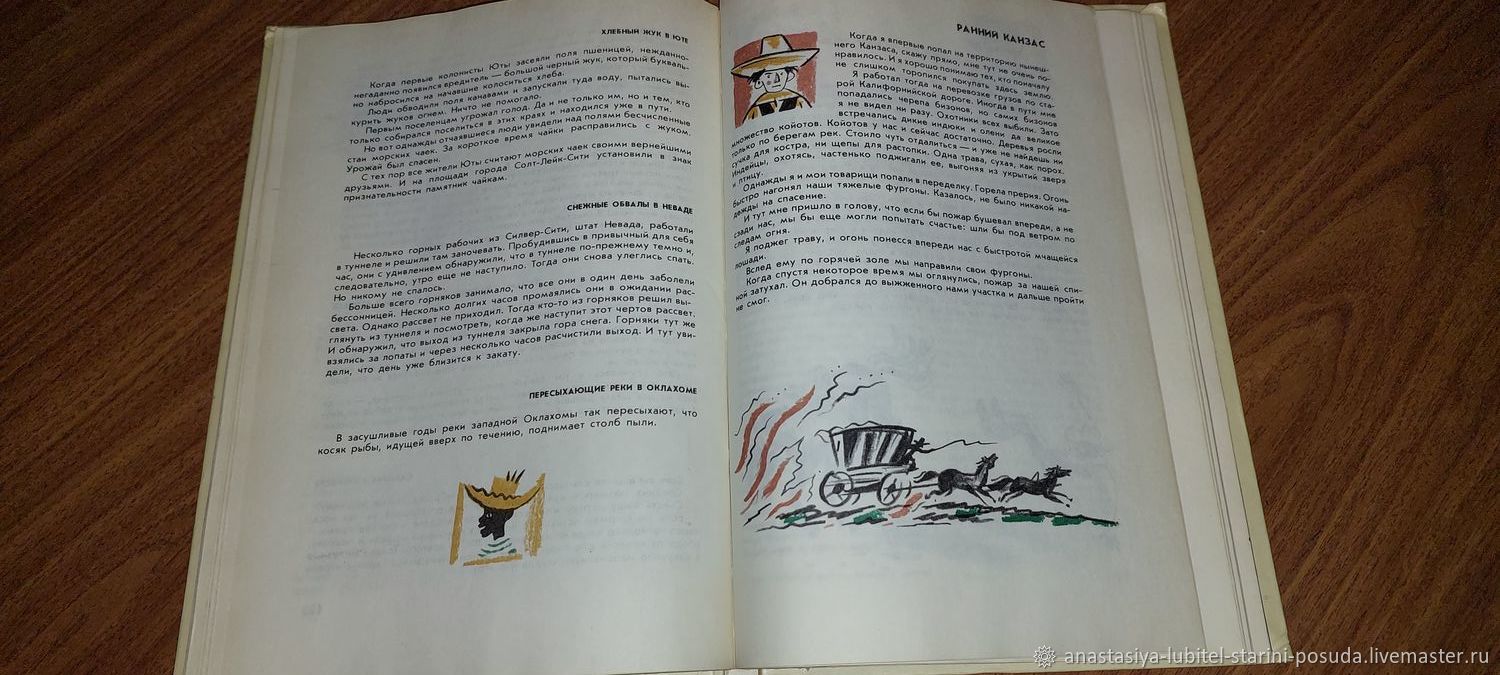 ХЛЕБНЫЙ ЖУК В ЮТЕ
Когда первые колонисты Юты засеяли поля пшеницей, нежданно-
негаданно появился вредитель — большой черный жук, который букваль-
но набросился на начавшие колоситься хлеба.
Люди обводили поля канавами и запускали туда воду, пытались вы-
курить жуков огнем. Ничто не помогало.
Первым поселенцам угрожал голод. Да и не только им, но и тем, кто
только собирался поселиться в этих краях и находился уже в пути.
Но вот однажды отчаявшиеся люди увидели над полями бесчисленные
стаи морских чаек. За короткое время чайки расправились с жуком.
Урожай был спасен.
С тех пор все жители Юты считают морских чаек своими вернейшими
друзьями. И на площади города Солт-Лейк-Сити установили в знак
признательности памятник чайкам.
СНЕЖНЫЕ ОБВАЛЫ В НЕВАДЕ
Несколько горных рабочих из Силвер-Сити, штат Невада, работали
в туннеле и решили там заночевать. Пробудившись в привычный для себя
час, они с удивлением обнаружили, что в туннеле по-прежнему темно и,
следовательно, утро еще не наступило. Тогда они снова улеглись спать.
Но никому не спалось.
Больше всего горняков занимало, что все они в один день заболели
бессонницей. Несколько долгих часов промаялись они в ожидании рас-
света. Однако рассвет не приходил. Тогда кто-то из горняков решил вы-
глянуть из туннеля и посмотреть, когда же наступит этот чертов рассвет.
И обнаружил, что выход из туннеля закрыла гора снега. Горняки тут же
взялись за лопаты и через несколько часов расчистили выход. И тут уви-
дели, что день уже близится к закату.
ПЕРЕСЫХАЮЩИЕ РЕКИ В ОКЛАХОМЕ
В засушливые годы реки западной Оклахомы так пересыхают, что
косяк рыбы, идущей вверх по течению, поднимает столб пыли.
РАННИЙ КАНЗАС
Когда я впервые попал на территорию нынеш-
него Канзаса, скажу прямо, мне тут не очень по-
нравилось. И я хорошо понимаю тех, кто поначалу
не слишком торопился покупать здесь землю.
Я работал тогда на перевозке грузов по ста-
рой Калифорнийской дороге. Иногда в пути мне
попадались черепа бизонов, но самих бизонов
я не видел ни разу. Охотники всех выбили. Зато
встречались дикие индюки и олени да великое
множество койотов. Койотов у нас и сейчас достаточно. Деревья росли
только по берегам рек. Стоило чуть отдалиться — и уже не найдешь ни
сучка для костра, ни щепы для растопки. Одна трава, сухая, как порох.
Индейцы, охотясь, частенько поджигали ее, выгоняя из укрытий зверя
и птицу.
Однажды я и мои товарищи попали в переделку. Горела прерия. Огонь
быстро нагонял наши тяжелые фургоны. Казалось, не было никакой на-
дежды на спасение.
И тут мне пришло в голову, что если бы пожар бушевал впереди, а не
сзади нас, мы бы еще могли попытать счастье: шли бы под ветром по
следам огня.
Я поджег траву, и огонь понесся впереди нас с быстротой мчащейся
лошади.
Вслед ему по горячей золе мы направили свои фургоны.
Когда спустя некоторое время мы оглянулись, пожар за нашей спи-
ной затухал. Он добрался до выжженного нами участка и дальше пройти
не смог.
anastasiya-lubitel-starini-posuda.livemaster.ru